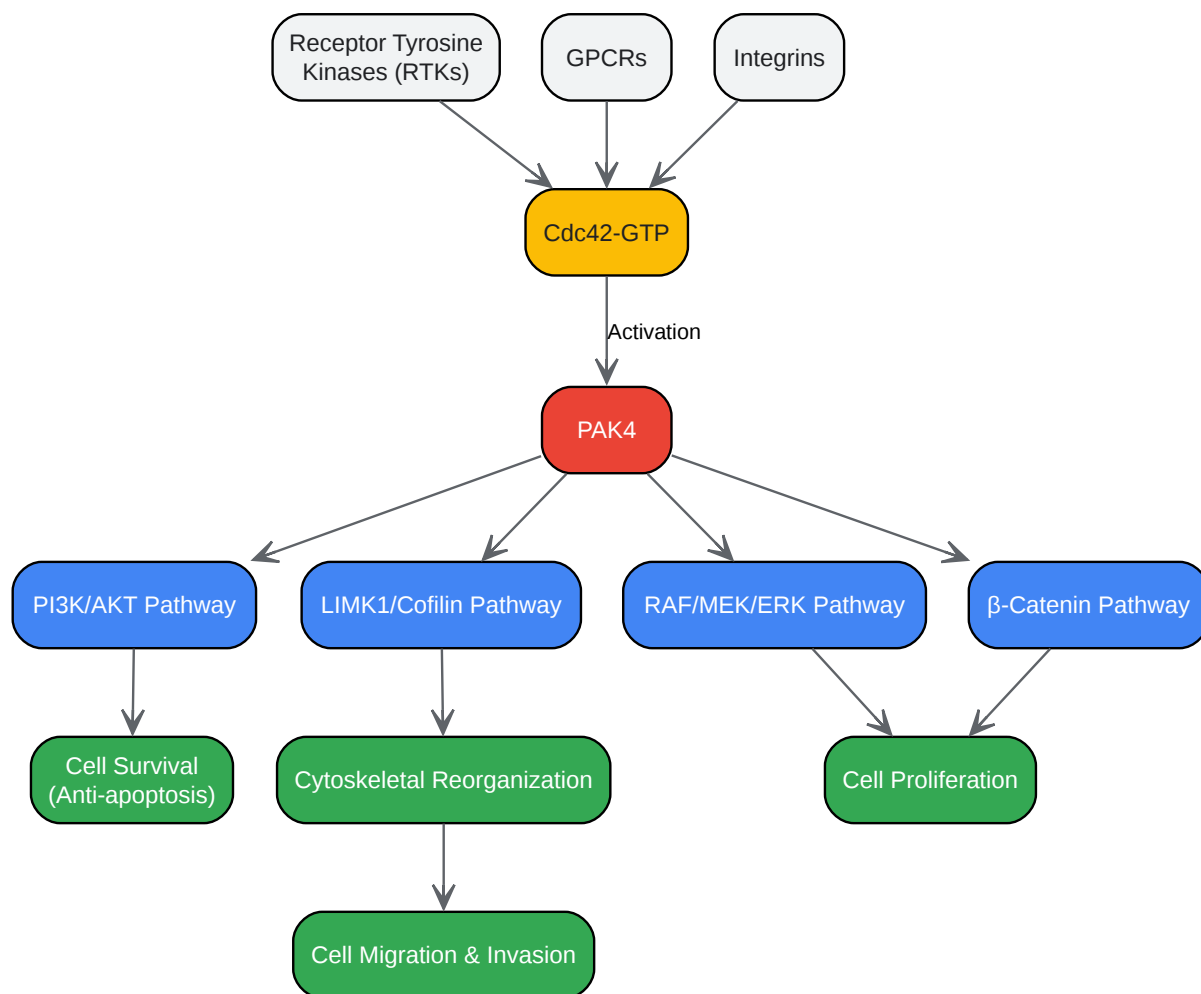 Receptor Tyrosine
Kinases (RTKs)
GPCRs
Integrins
Cdc42-GTP
Activation
PAK4
PI3K/AKT Pathway
LIMK1/Cofilin Pathway
RAF/MEK/ERK Pathway
β-Catenin Pathway
Cell Survival
(Anti-apoptosis)
Cytoskeletal Reorganization
Cell Proliferation
Cell Migration & Invasion